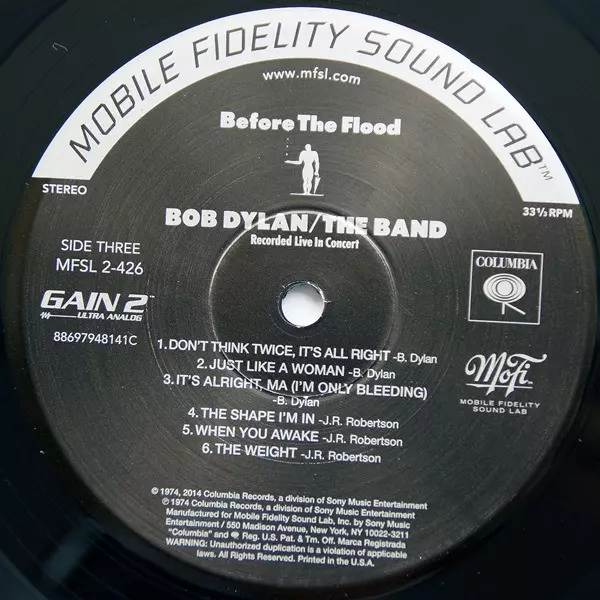 MOBILE FIDELITY SOUND LAB™
www.mfsl.com
Before The Flood
STEREO
33⅓ RPM
BOB DYLAN/THE BAND
Recorded Live In Concert
SIDE THREE
MFSL 2-426
GAIN 2™
ULTRA ANALOG
88697948141C
COLUMBIA
MoFi
MOBILE FIDELITY
SOUND LAB
1. DON'T THINK TWICE, IT'S ALL RIGHT -B. Dylan
2. JUST LIKE A WOMAN -B. Dylan
3. IT'S ALRIGHT, MA (I'M ONLY BLEEDING)
-B. Dylan
4. THE SHAPE I'M IN -J.R. Robertson
5. WHEN YOU AWAKE -J.R. Robertson
6. THE WEIGHT -J.R. Robertson
© 1974, 2014 Columbia Records, a division of Sony Music Entertainment
℗ 1974 Columbia Records, a division of Sony Music Entertainment
Manufactured for Mobile Fidelity Sound Lab, Inc. by Sony Music
Entertainment / 550 Madison Avenue, New York, NY 10022-3211
"Columbia" and Reg. U.S. Pat. & Tm. Off. Marca Registrada
WARNING: Unauthorized duplication is a violation of applicable
laws. All Rights Reserved. Printed in the U.S.A.